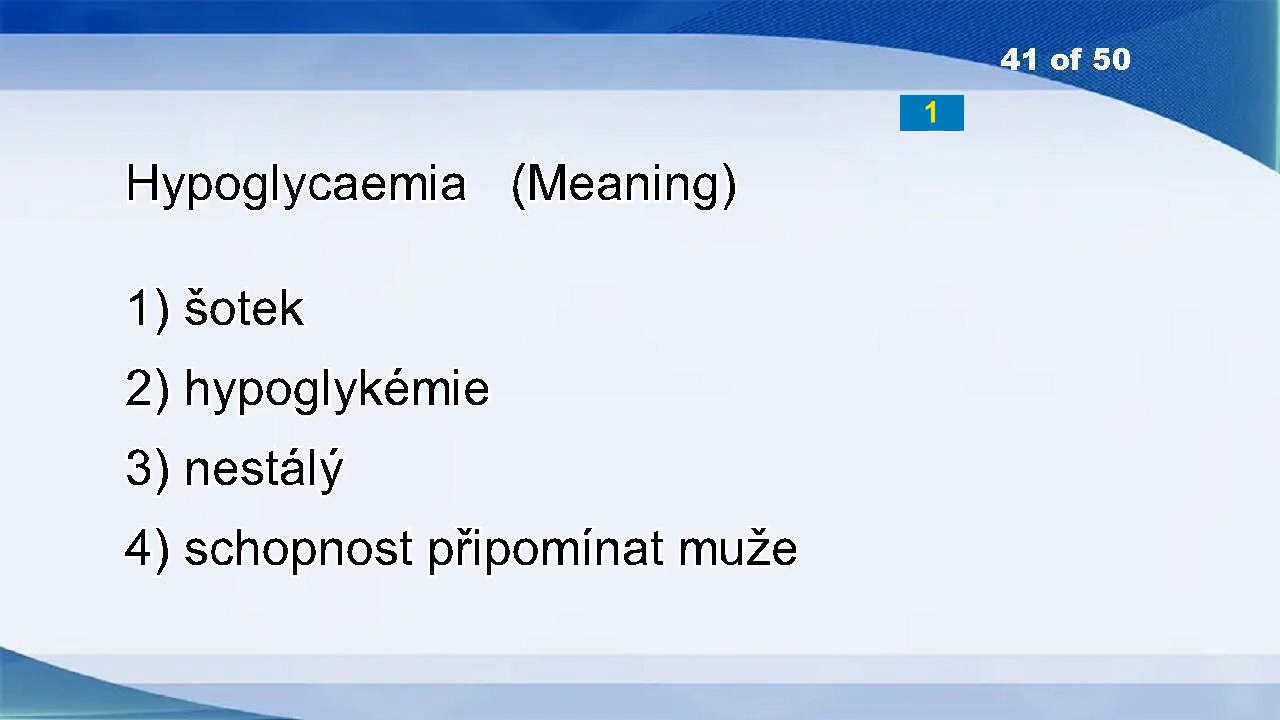 41 of 50
1
Hypoglycaemia (Meaning)
1) šotek
2) hypoglykémie
3) nestálý
4) schopnost připomínat muže